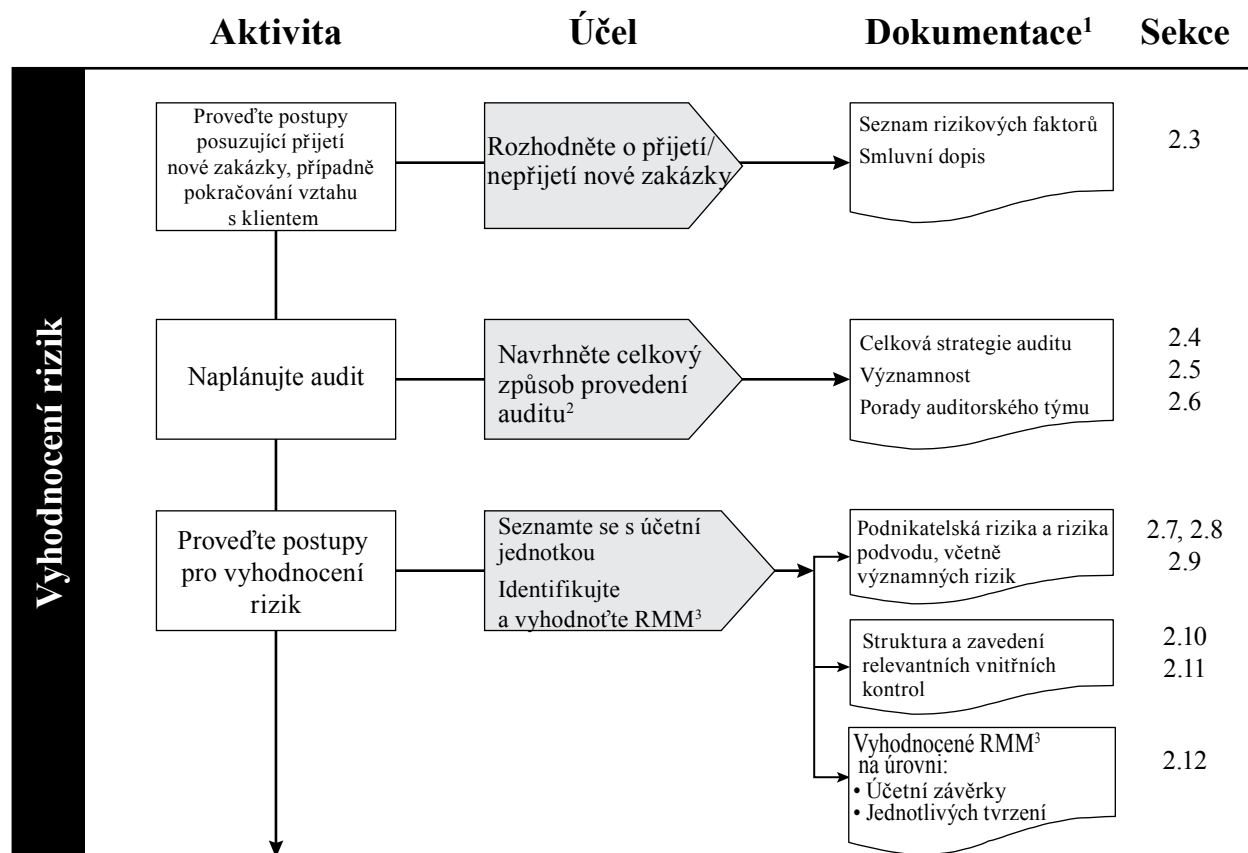 Aktivita Účel Dokumentace¹ Sekce
Vyhodnocení rizik
Proveďte postupy
posuzující přijetí
nové zakázky, případně
pokračování vztahu
s klientem
Rozhodněte o přijetí/
nepřijetí nové zakázky
Seznam rizikových faktorů
Smluvní dopis
2.3
Naplánujte audit
Navrhněte celkový
způsob provedení
auditu²
Celková strategie auditu
Významnost
Porady auditorského týmu
2.4
2.5
2.6
Proveďte postupy
pro vyhodnocení
rizik
Seznamte se s účetní
jednotkou
Identifikujte
a vyhodnoťte RMM³
Podnikatelská rizika a rizika
podvodu, včetně
významných rizik
2.7, 2.8
2.9
Struktura a zavedení
relevantních vnitřních
kontrol
2.10
2.11
Vyhodnocené RMM³
na úrovni:
• Účetní závěrky
• Jednotlivých tvrzení
2.12